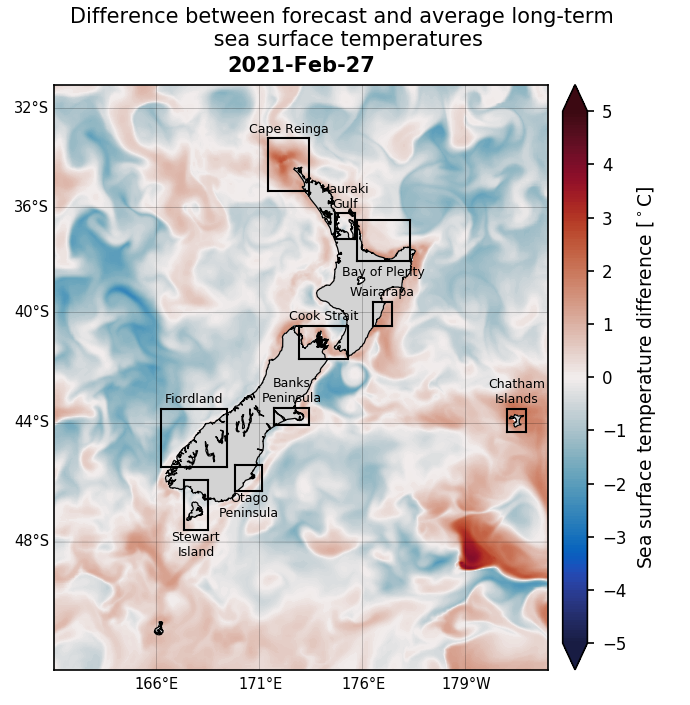 Difference between forecast and average long-term
sea surface temperatures
2021-Feb-27
32°S
36°S
40°S
44°S
48°S
166°E
171°E
176°E
179°W
Cape Reinga
Hauraki
Gulf
Bay of Plenty
Wairarapa
Cook Strait
Banks
Peninsula
Fiordland
Chatham
Islands
Otago
Peninsula
Stewart
Island
5
4
3
2
1
0
−1
−2
−3
−4
−5
Sea surface temperature difference [°C]